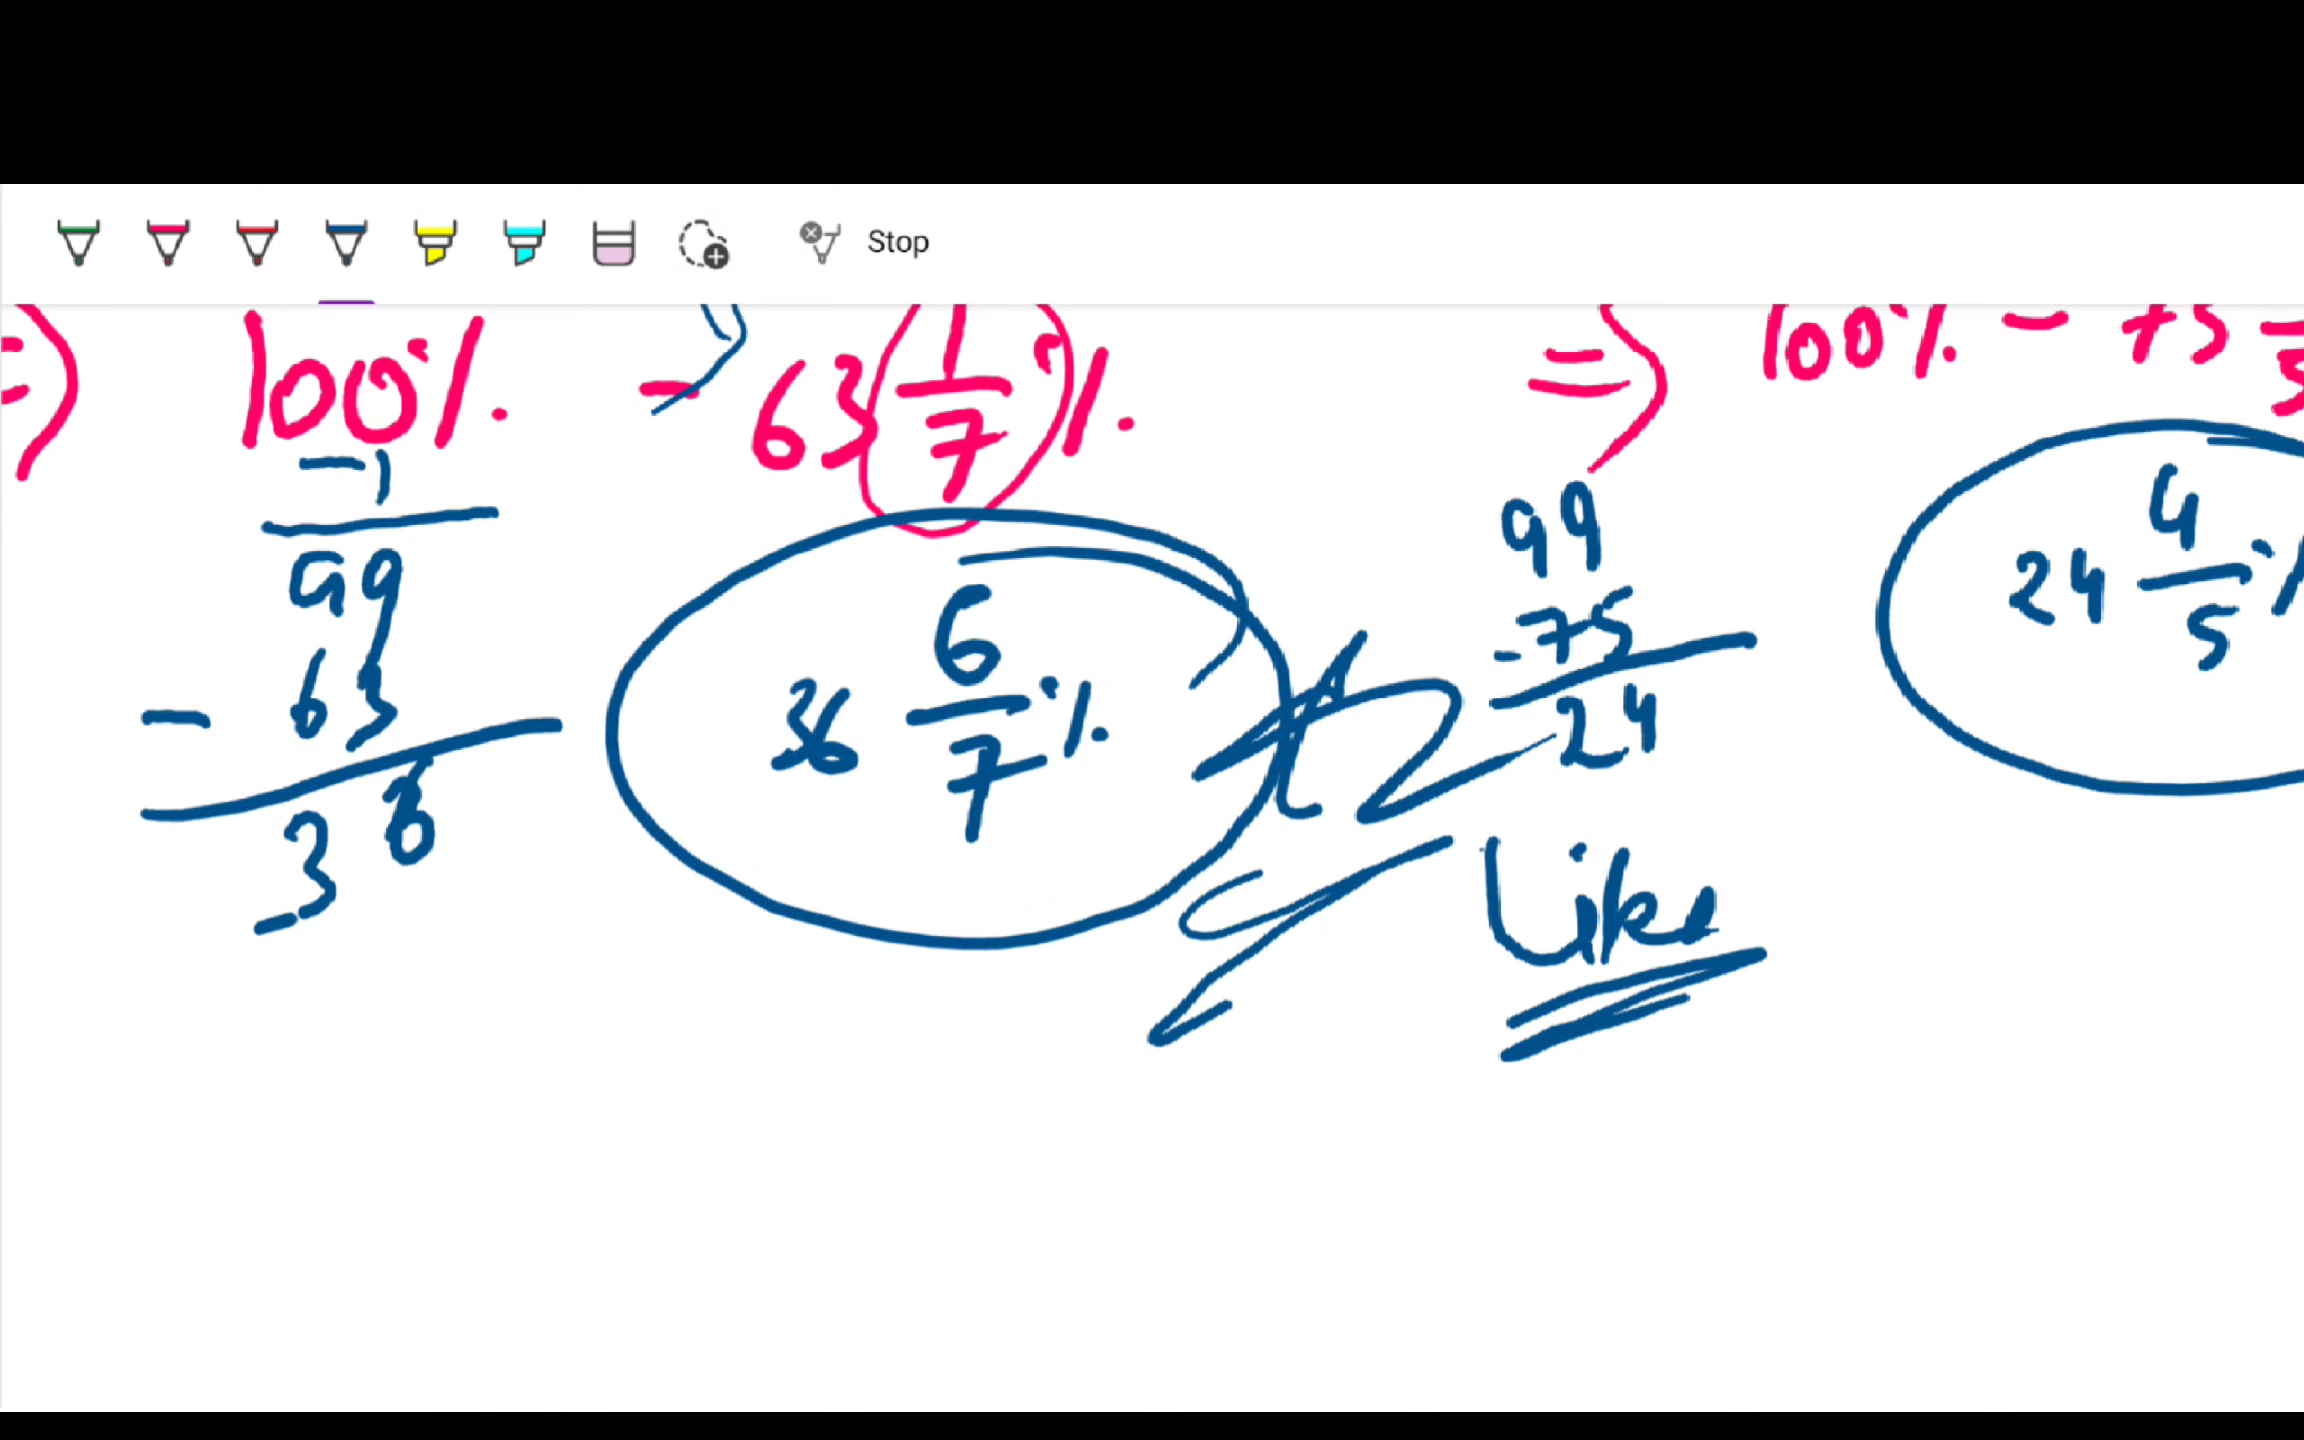 Stop
=> 100% - 63 1/7 %
-1
99
- 63
36
36 6/7 %
=> 100% - 75
99
- 75
24
24 4/5 %
Like